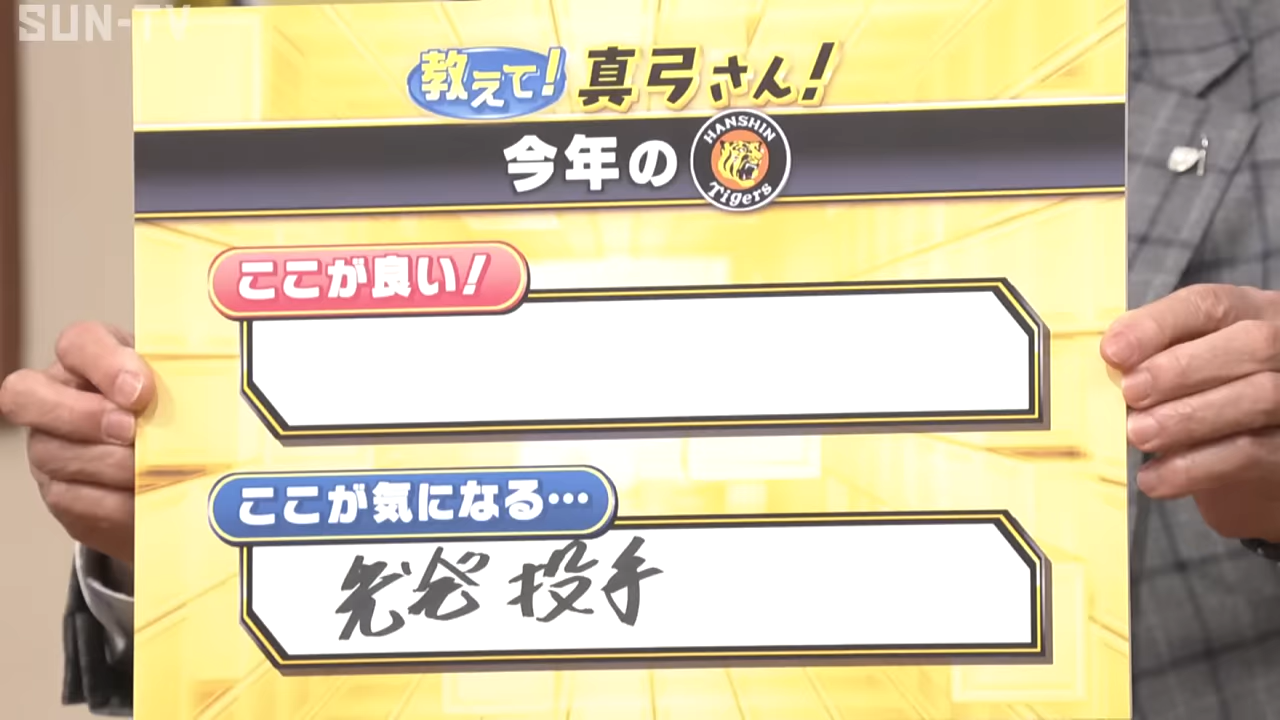 SUN-TV
教えて!真弓さん!
今年の
HANSHIN
Tigers
ここが良い!
ここが気になる…
先発投手